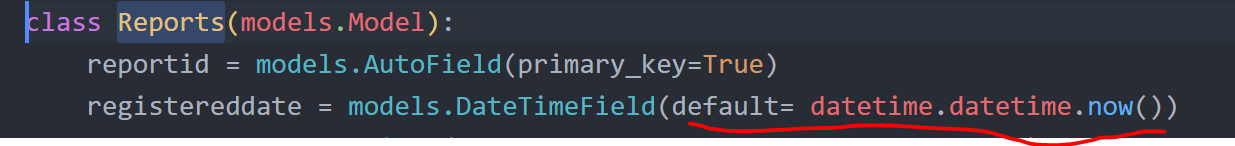 class Reports(models.Model):
reportid = models.AutoField(primary_key=True)
registereddate = models.DateTimeField(default= datetime.datetime.now())